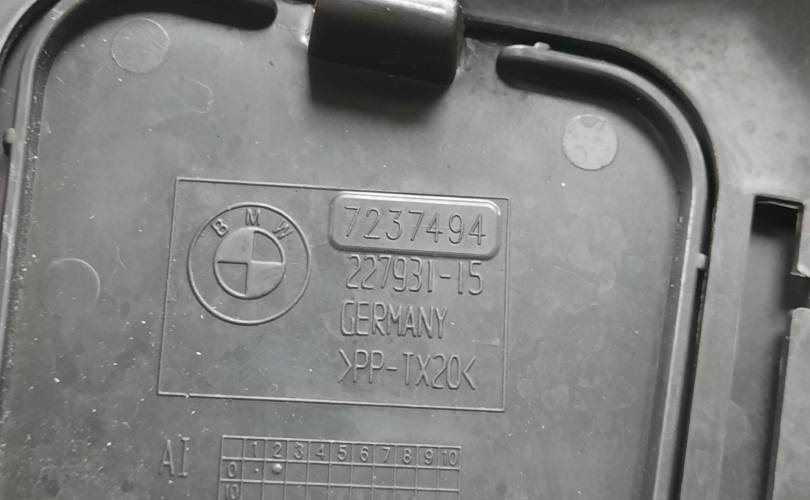 BMW
7237494
227931-15
GERMANY
>PP-TX20<
AI
1 2 3 4 5 6 7 8 9 10
0
10